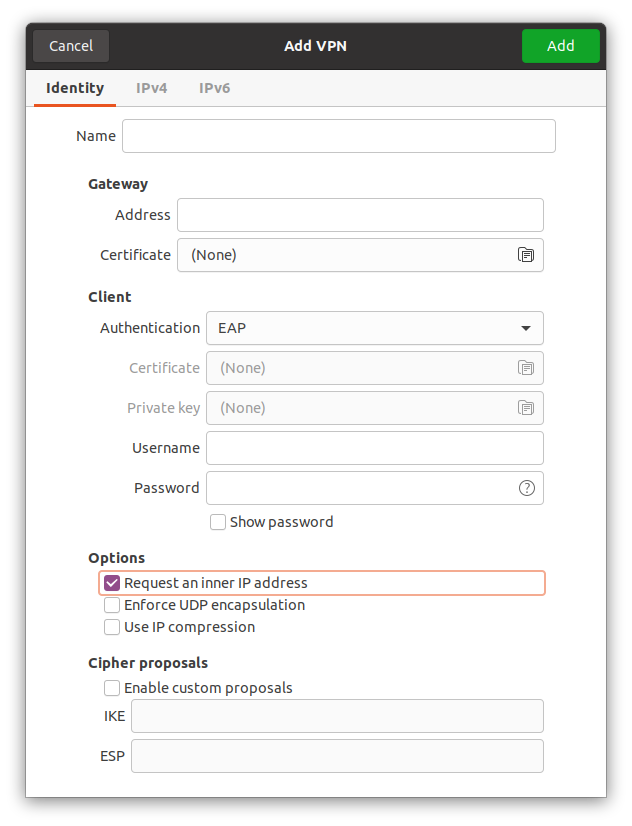 Cancel Add VPN Add
Identity IPv4 IPv6
Name
Gateway
Address
Certificate (None)
Client
Authentication EAP
Certificate (None)
Private key (None)
Username
Password ?
Show password
Options
Request an inner IP address
Enforce UDP encapsulation
Use IP compression
Cipher proposals
Enable custom proposals
IKE
ESP